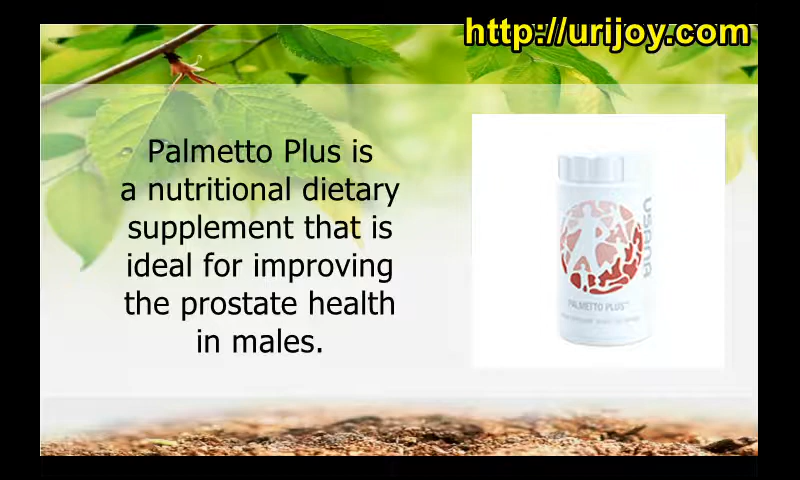 http://urijoy.com
Palmetto Plus is
a nutritional dietary
supplement that is
ideal for improving
the prostate health
in males.
USANA
PALMETTO PLUS™